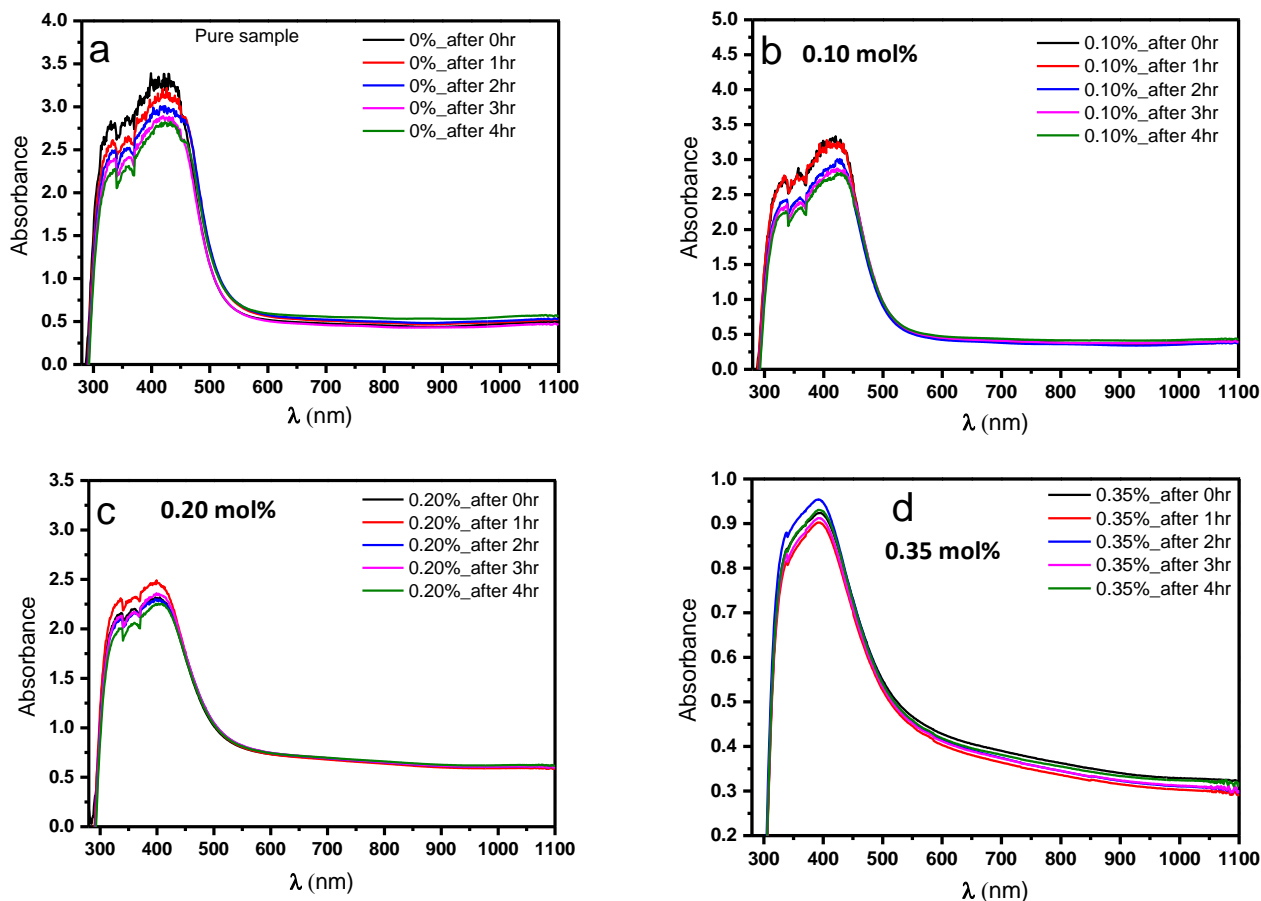 a
Pure sample
0%_after 0hr
0%_after 1hr
0%_after 2hr
0%_after 3hr
0%_after 4hr
4.0
3.5
3.0
2.5
2.0
1.5
1.0
0.5
0.0
Absorbance
300 400 500 600 700 800 900 1000 1100
λ (nm)
b
0.10 mol%
0.10%_after 0hr
0.10%_after 1hr
0.10%_after 2hr
0.10%_after 3hr
0.10%_after 4hr
5.0
4.5
4.0
3.5
3.0
2.5
2.0
1.5
1.0
0.5
0.0
Absorbance
300 400 500 600 700 800 900 1000 1100
λ (nm)
c
0.20 mol%
0.20%_after 0hr
0.20%_after 1hr
0.20%_after 2hr
0.20%_after 3hr
0.20%_after 4hr
3.5
3.0
2.5
2.0
1.5
1.0
0.5
0.0
Absorbance
300 400 500 600 700 800 900 1000 1100
λ (nm)
d
0.35 mol%
0.35%_after 0hr
0.35%_after 1hr
0.35%_after 2hr
0.35%_after 3hr
0.35%_after 4hr
1.0
0.9
0.8
0.7
0.6
0.5
0.4
0.3
0.2
Absorbance
300 400 500 600 700 800 900 1000 1100
λ (nm)